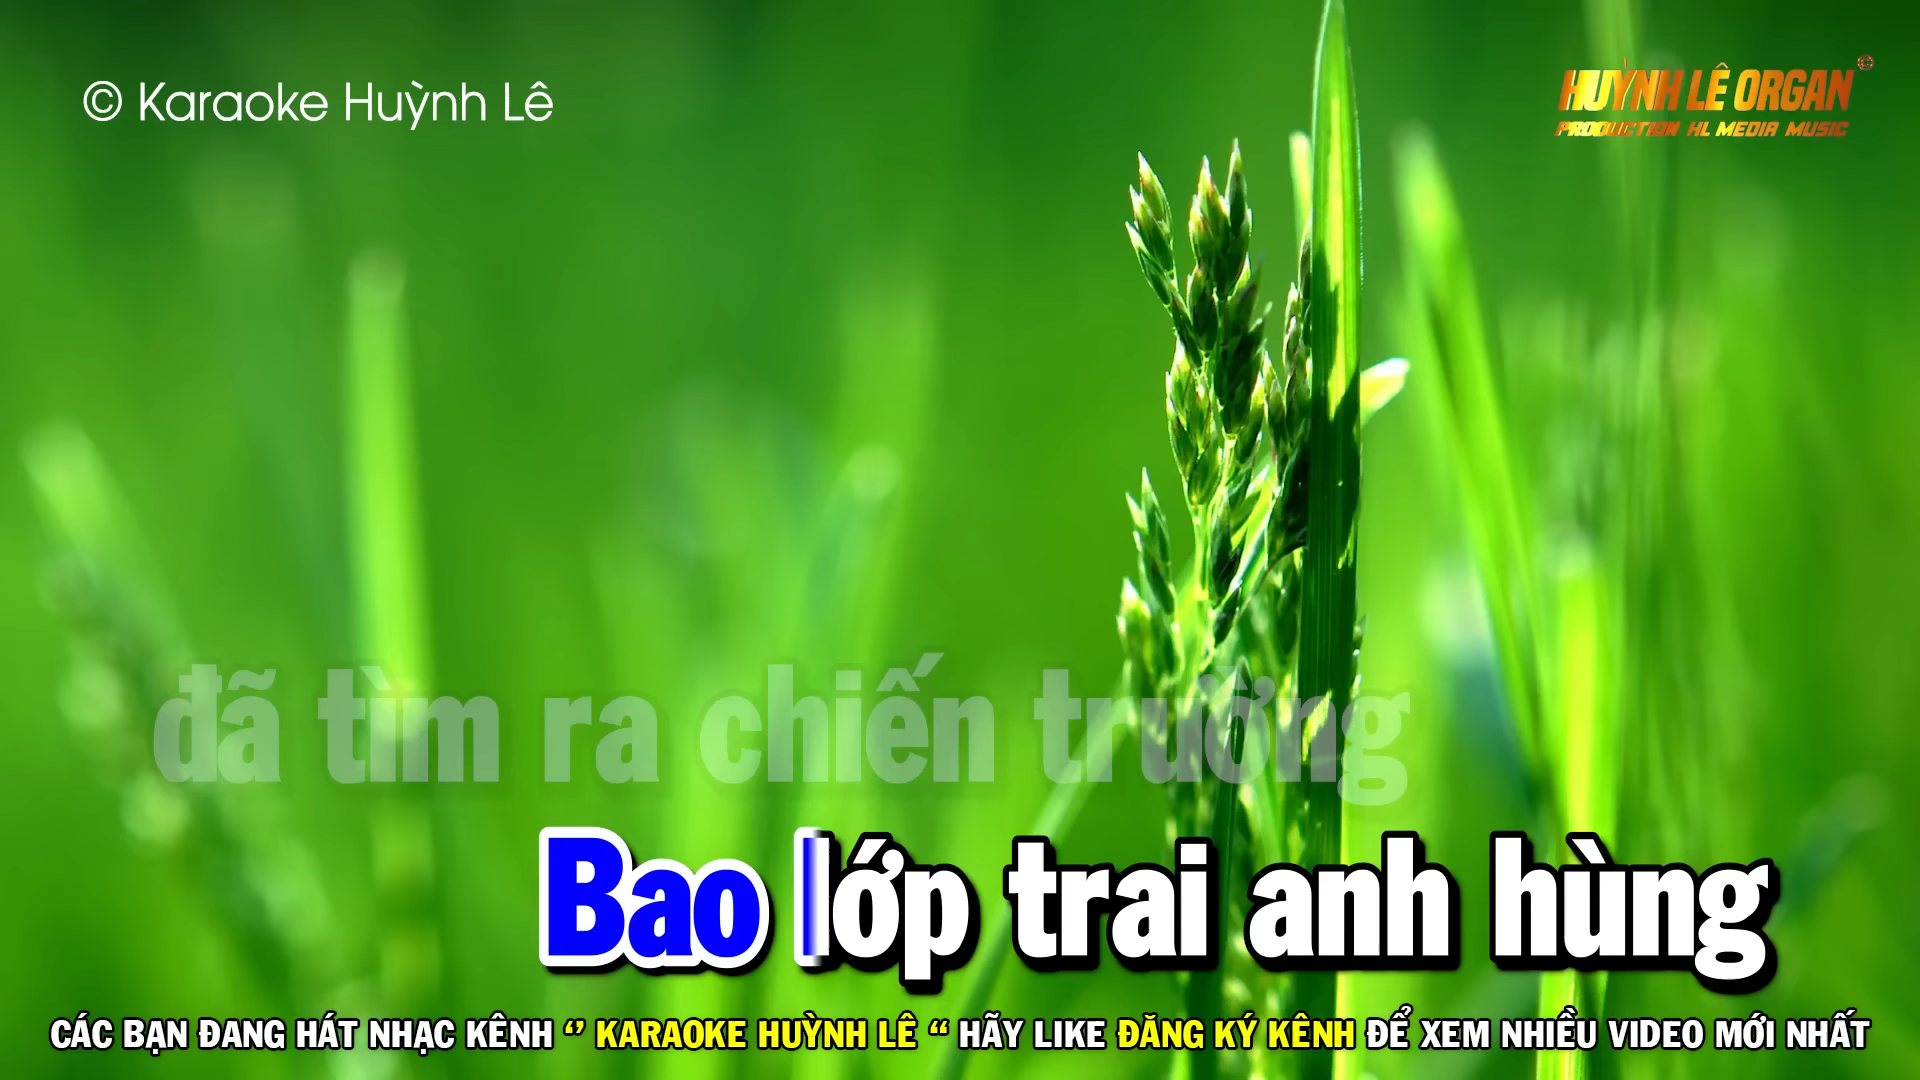 © Karaoke Huỳnh Lê
HUỲNH LÊ ORGAN ©
PRODUCTION HL MEDIA MUSIC
đã tìm ra chiến trường
Bao lớp trai anh hùng
CÁC BẠN ĐANG HÁT NHẠC KÊNH ‘’ KARAOKE HUỲNH LÊ “ HÃY LIKE ĐĂNG KÝ KÊNH ĐỂ XEM NHIỀU VIDEO MỚI NHẤT